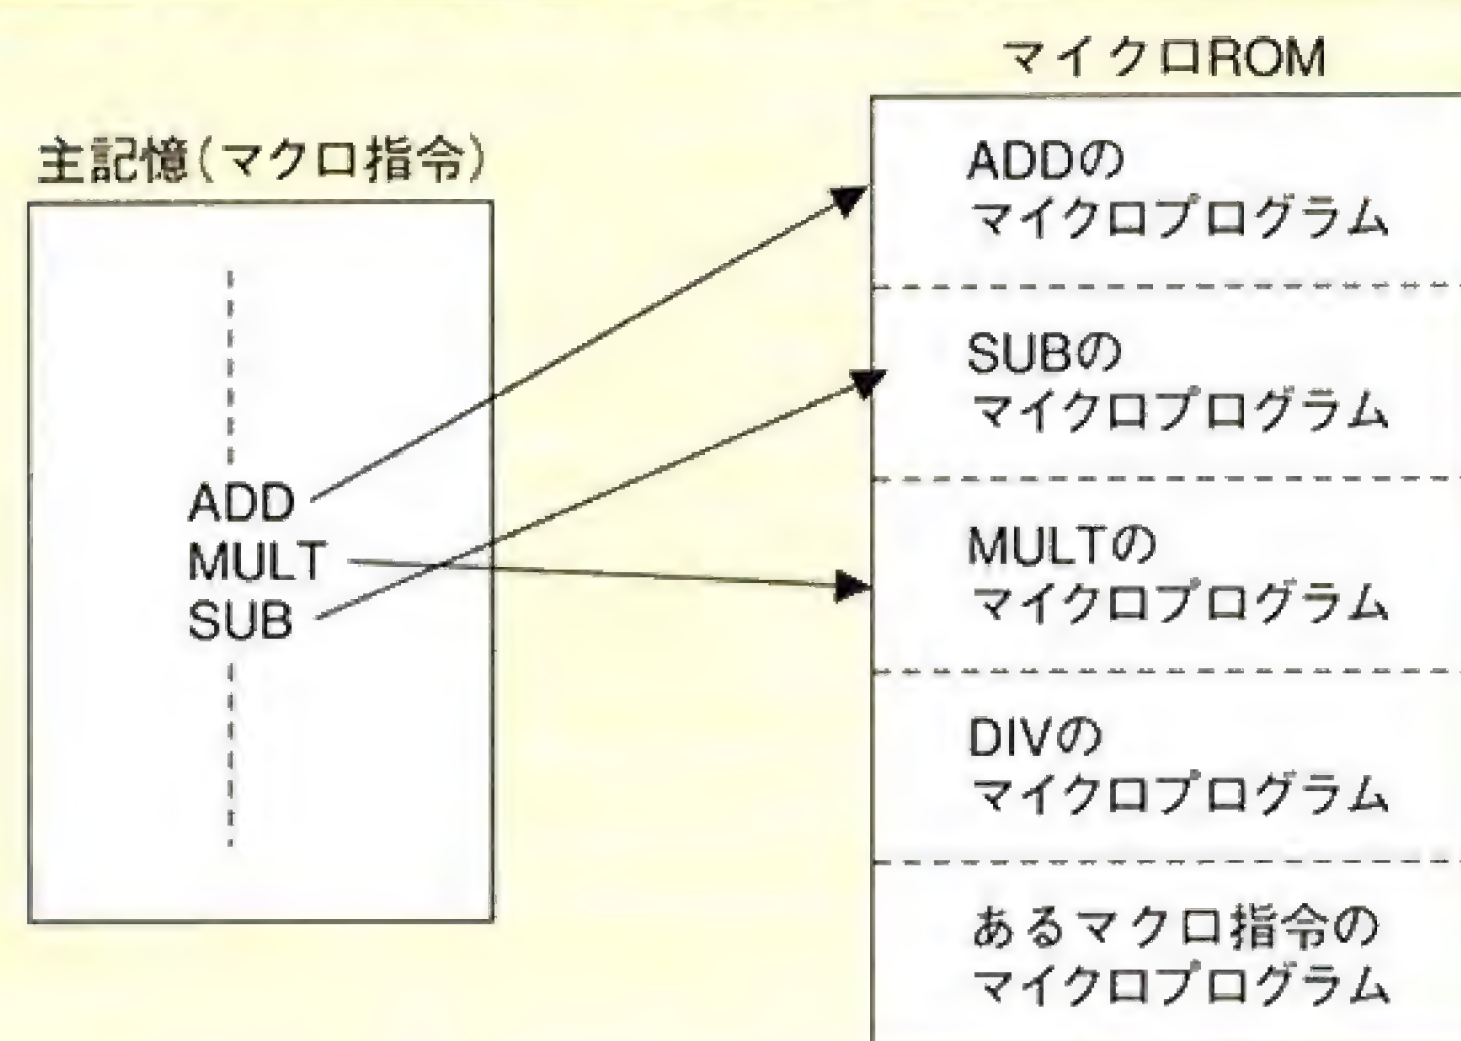 主記憶(マクロ指令)
ADD
MULT
SUB
マイクロROM
ADDの
マイクロプログラム
SUBの
マイクロプログラム
MULTの
マイクロプログラム
DIVの
マイクロプログラム
あるマクロ指令の
マイクロプログラム